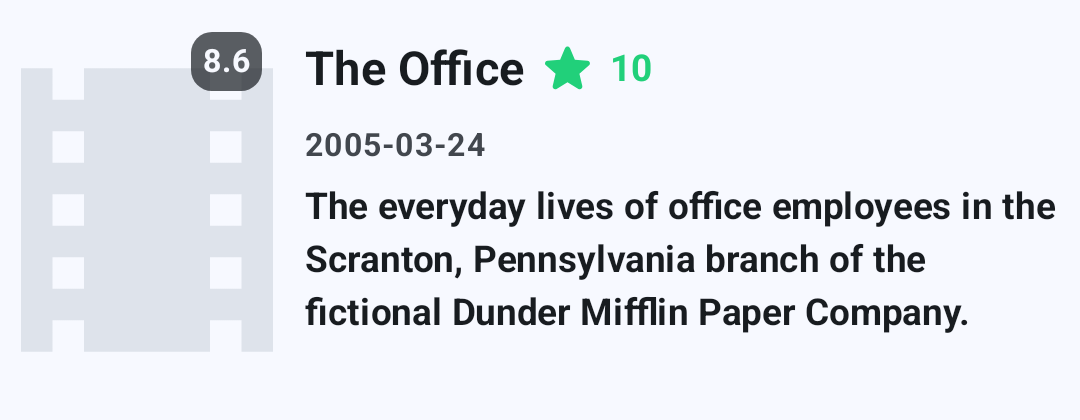 8.6
The Office 10
2005-03-24
The everyday lives of office employees in the
Scranton, Pennsylvania branch of the
fictional Dunder Mifflin Paper Company.